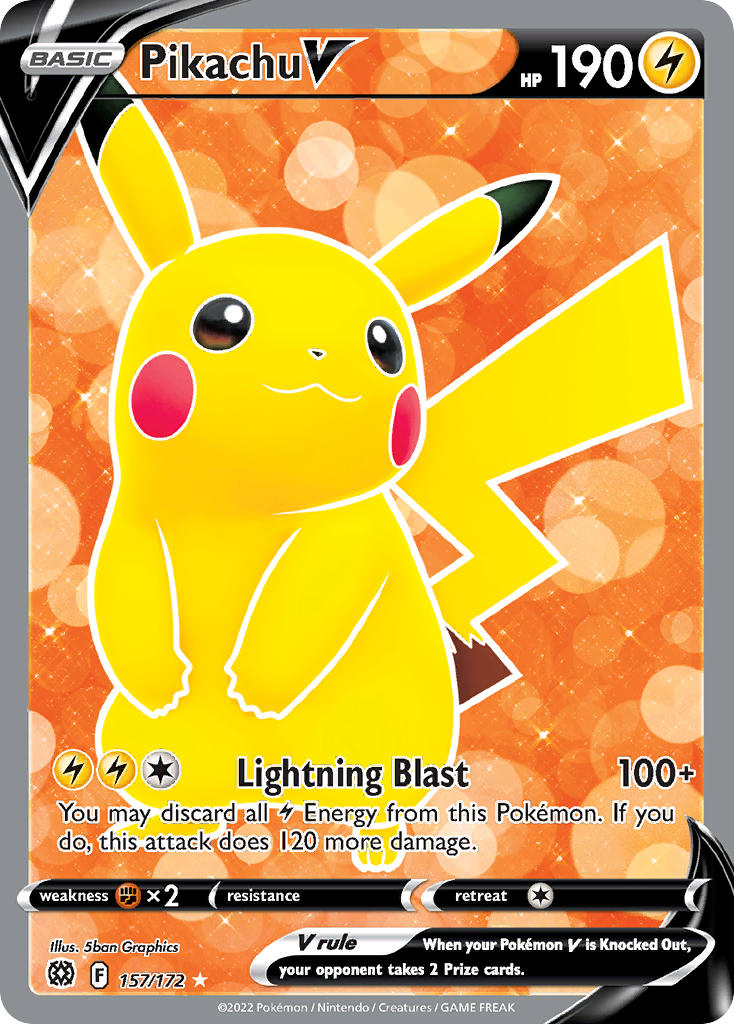 BASIC Pikachu V HP 190
Lightning Blast 100+
You may discard all Energy from this Pokémon. If you
do, this attack does 120 more damage.
weakness ×2 resistance retreat
Illus. 5ban Graphics
F 157/172
V rule When your Pokémon V is Knocked Out,
your opponent takes 2 Prize cards.
©2022 Pokémon / Nintendo / Creatures / GAME FREAK